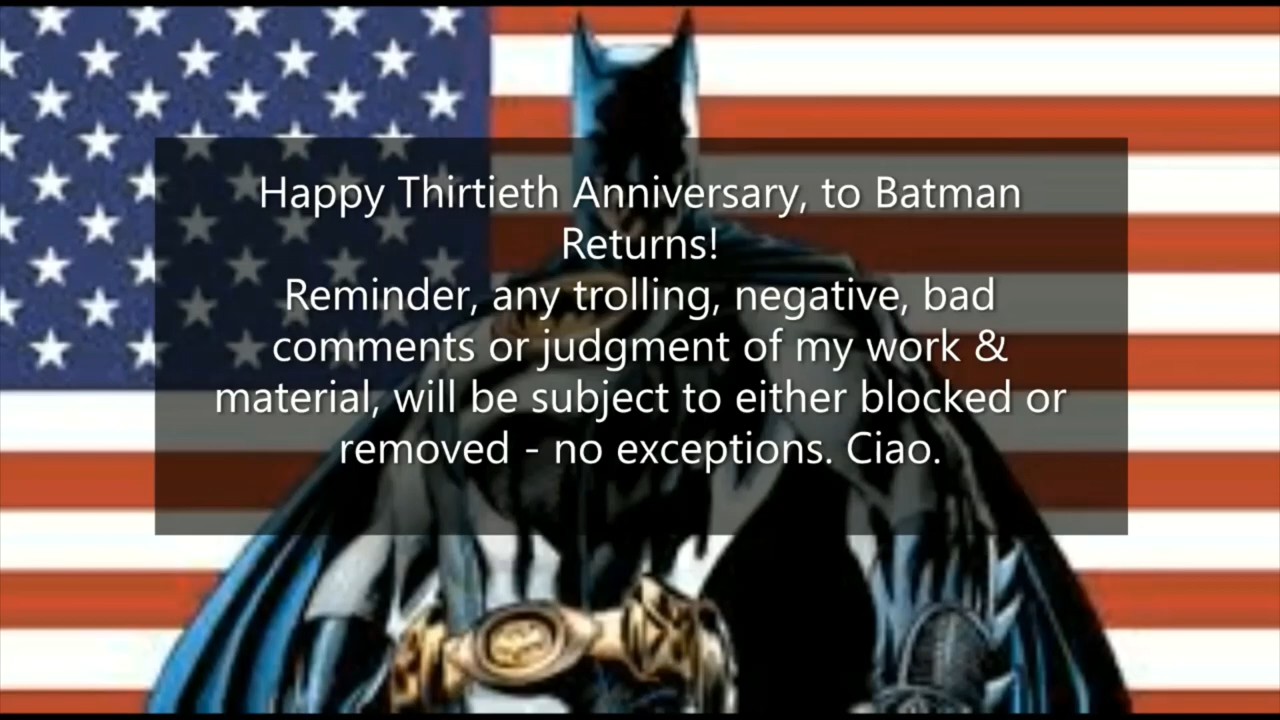 Happy Thirtieth Anniversary, to Batman
Returns!
Reminder, any trolling, negative, bad
comments or judgment of my work &
material, will be subject to either blocked or
removed - no exceptions. Ciao.